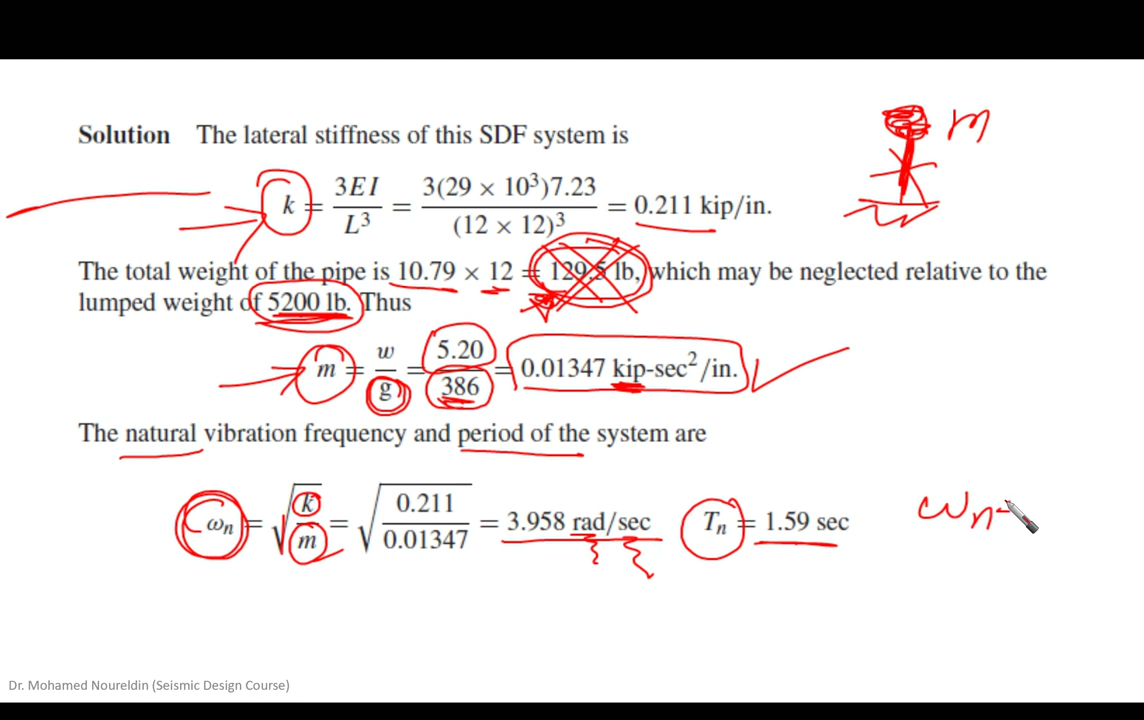 Solution The lateral stiffness of this SDF system is
m
k = 3EI / L³ = 3(29 × 10³)7.23 / (12 × 12)³ = 0.211 kip/in.
The total weight of the pipe is 10.79 × 12 = 129.5 lb, which may be neglected relative to the
lumped weight of 5200 lb. Thus
m = w / g = 5.20 / 386 = 0.01347 kip-sec²/in.
The natural vibration frequency and period of the system are
ωn = √(k / m) = √(0.211 / 0.01347) = 3.958 rad/sec Tn = 1.59 sec
ωn
Dr. Mohamed Noureldin (Seismic Design Course)